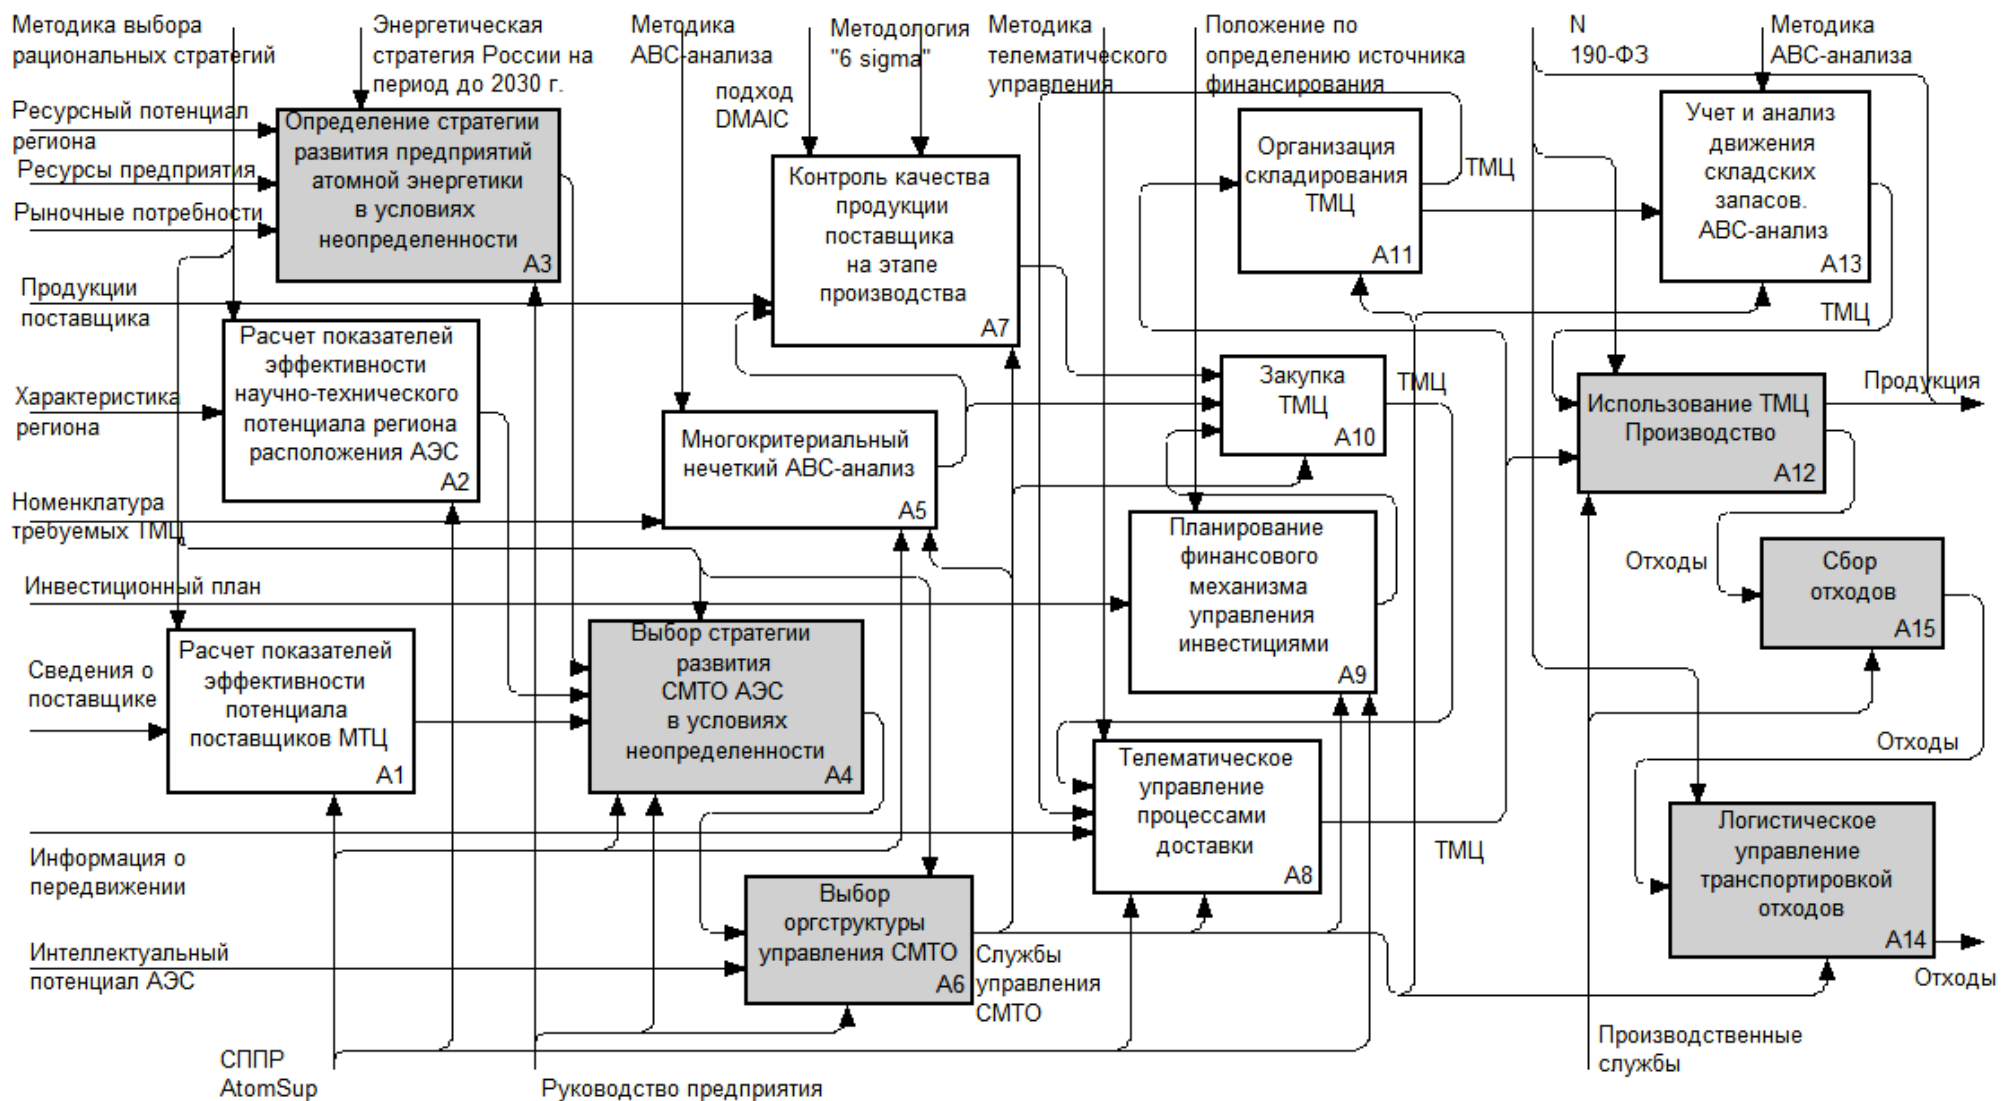 Методика выбора
рациональных стратегий
Энергетическая
стратегия России на
период до 2030 г.
Методика
АВС-анализа
Методология
"6 sigma"
подход
DMAIC
Методика
телематического
управления
Положение по
определению источника
финансирования
N
190-ФЗ
Методика
АВС-анализа
Ресурсный потенциал
региона
Ресурсы предприятия
Рыночные потребности
Определение стратегии
развития предприятий
атомной энергетики
в условиях
неопределенности
А3
Контроль качества
продукции
поставщика
на этапе
производства
А7
Организация
складирования
ТМЦ
А11
ТМЦ
Учет и анализ
движения
складских
запасов.
АВС-анализ
А13
ТМЦ
Продукции
поставщика
Расчет показателей
эффективности
научно-технического
потенциала региона
расположения АЭС
А2
Характеристика
региона
Многокритериальный
нечеткий АВС-анализ
А5
Закупка
ТМЦ
А10
ТМЦ
Использование ТМЦ
Производство
А12
Продукция
Номенклатура
требуемых ТМЦ
Инвестиционный план
Планирование
финансового
механизма
управления
инвестициями
А9
Отходы
Сбор
отходов
А15
Отходы
Сведения о
поставщике
Расчет показателей
эффективности
потенциала
поставщиков МТЦ
А1
Выбор стратегии
развития
СМТО АЭС
в условиях
неопределенности
А4
Телематическое
управление
процессами
доставки
А8
ТМЦ
Логистическое
управление
транспортировкой
отходов
А14
Отходы
Информация о
передвижении
Интеллектуальный
потенциал АЭС
Выбор
оргструктуры
управления СМТО
А6
Службы
управления
СМТО
СППР
AtomSup
Руководство предприятия
Производственные
службы